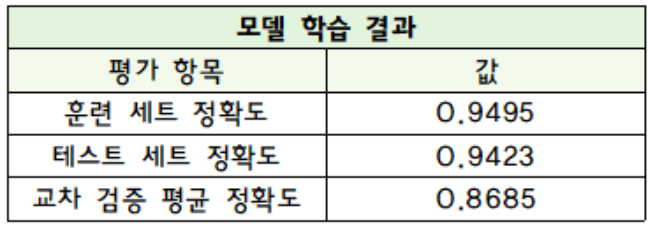 모델 학습 결과
평가 항목 값
훈련 세트 정확도 0.9495
테스트 세트 정확도 0.9423
교차 검증 평균 정확도 0.8685